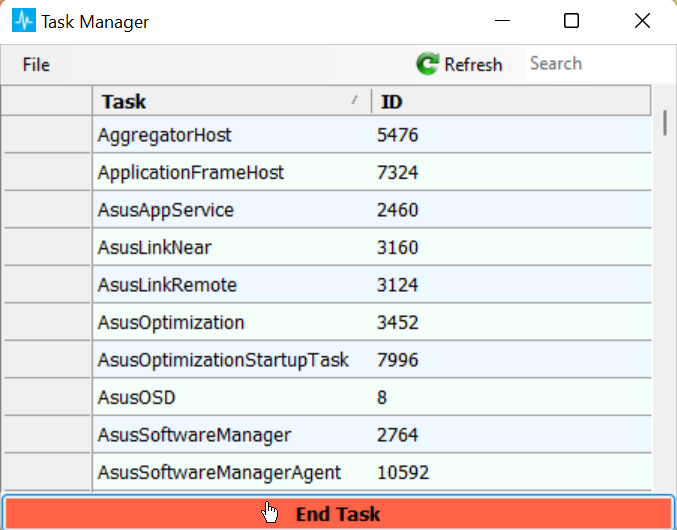 Task Manager
File Refresh Search
Task ID
AggregatorHost 5476
ApplicationFrameHost 7324
AsusAppService 2460
AsusLinkNear 3160
AsusLinkRemote 3124
AsusOptimization 3452
AsusOptimizationStartupTask 7996
AsusOSD 8
AsusSoftwareManager 2764
AsusSoftwareManagerAgent 10592
End Task